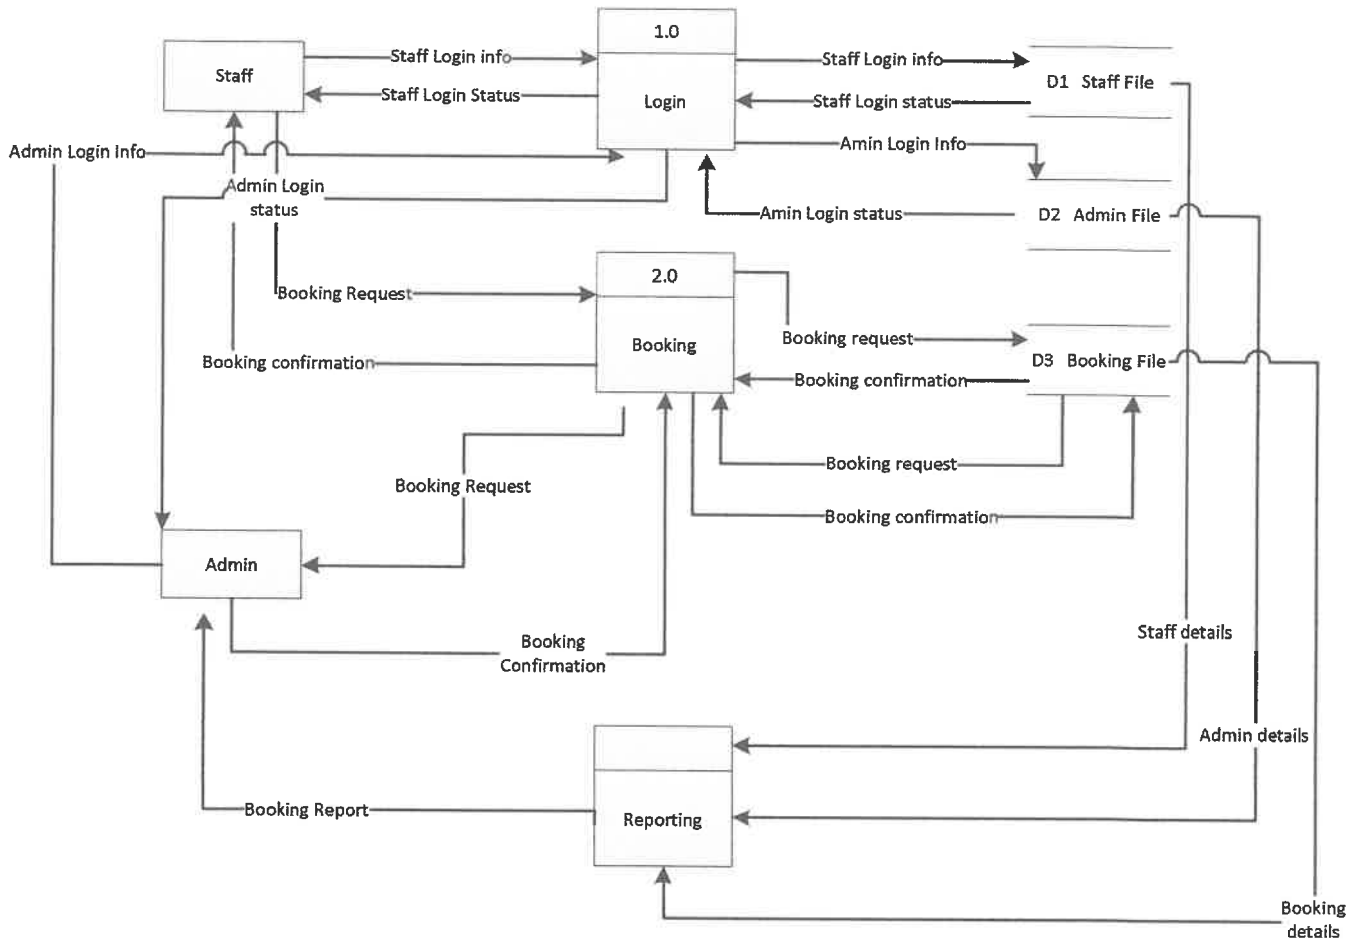 1.0
Staff Login info
Staff Login info
Staff
D1 Staff File
Staff Login Status
Login
Staff Login status
Admin Login Info
Amin Login Info
Admin Login
status
Amin Login status
D2 Admin File
2.0
Booking Request
Booking request
Booking
Booking confirmation
D3 Booking File
Booking confirmation
Booking request
Booking Request
Booking confirmation
Admin
Staff details
Booking
Confirmation
Admin details
Booking Report
Reporting
Booking
details